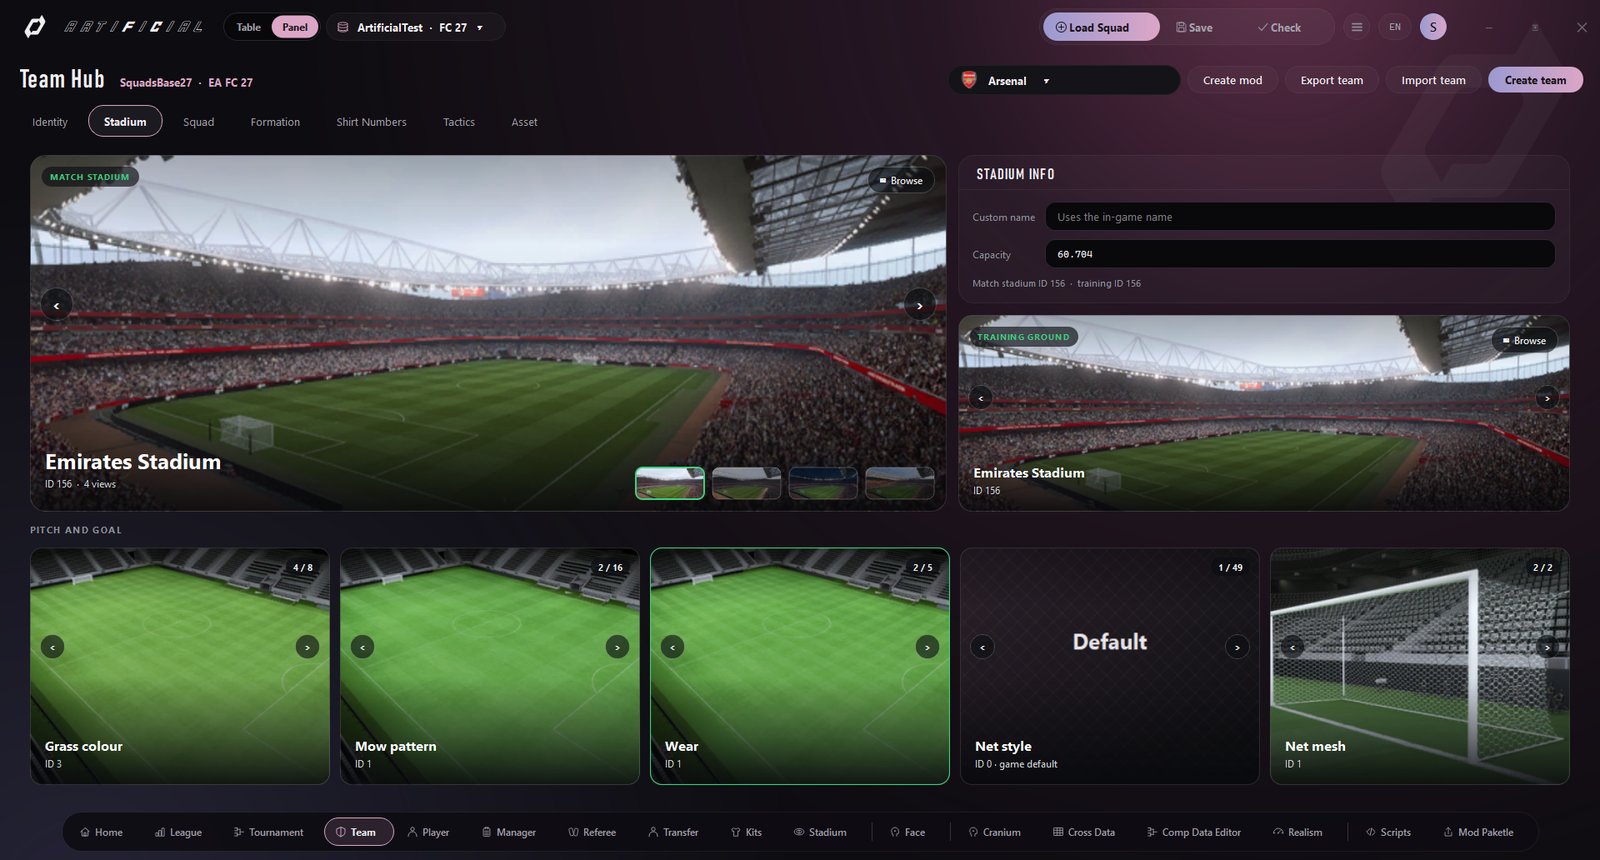 ARTIFICIAL
Table Panel ArtificialTest · FC 27
Load Squad Save Check EN S
Team Hub SquadsBase27 · EA FC 27
Arsenal Create mod Export team Import team Create team
Identity Stadium Squad Formation Shirt Numbers Tactics Asset
MATCH STADIUM
Browse
Emirates Stadium
ID 156 · 4 views
STADIUM INFO
Custom name Uses the in-game name
Capacity 60.704
Match stadium ID 156 · training ID 156
TRAINING GROUND
Browse
Emirates Stadium
ID 156
PITCH AND GOAL
4 / 8
Grass colour
ID 3
2 / 16
Mow pattern
ID 1
2 / 5
Wear
ID 1
1 / 49
Default
Net style
ID 0 · game default
2 / 2
Net mesh
ID 1
Home League Tournament Team Player Manager Referee Transfer Kits Stadium Face Cranium Cross Data Comp Data Editor Realism Scripts Mod Paketle